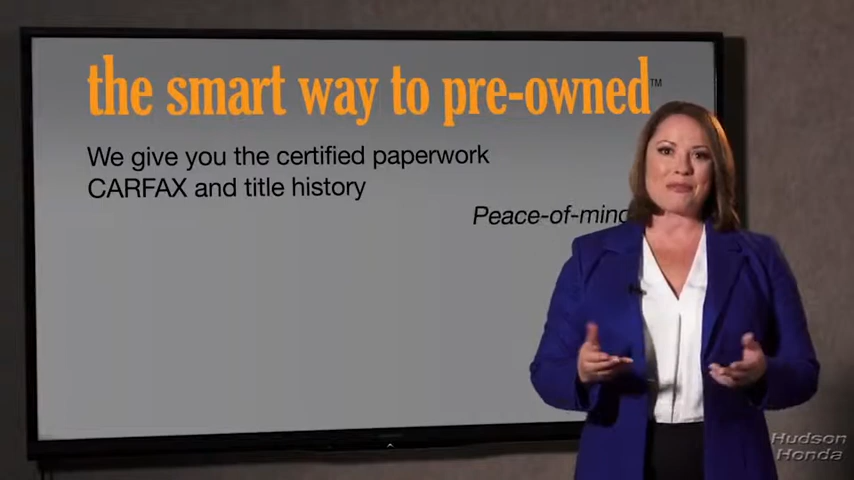 the smart way to pre-owned™
We give you the certified paperwork
CARFAX and title history
Peace-of-mind
Hudson
Honda